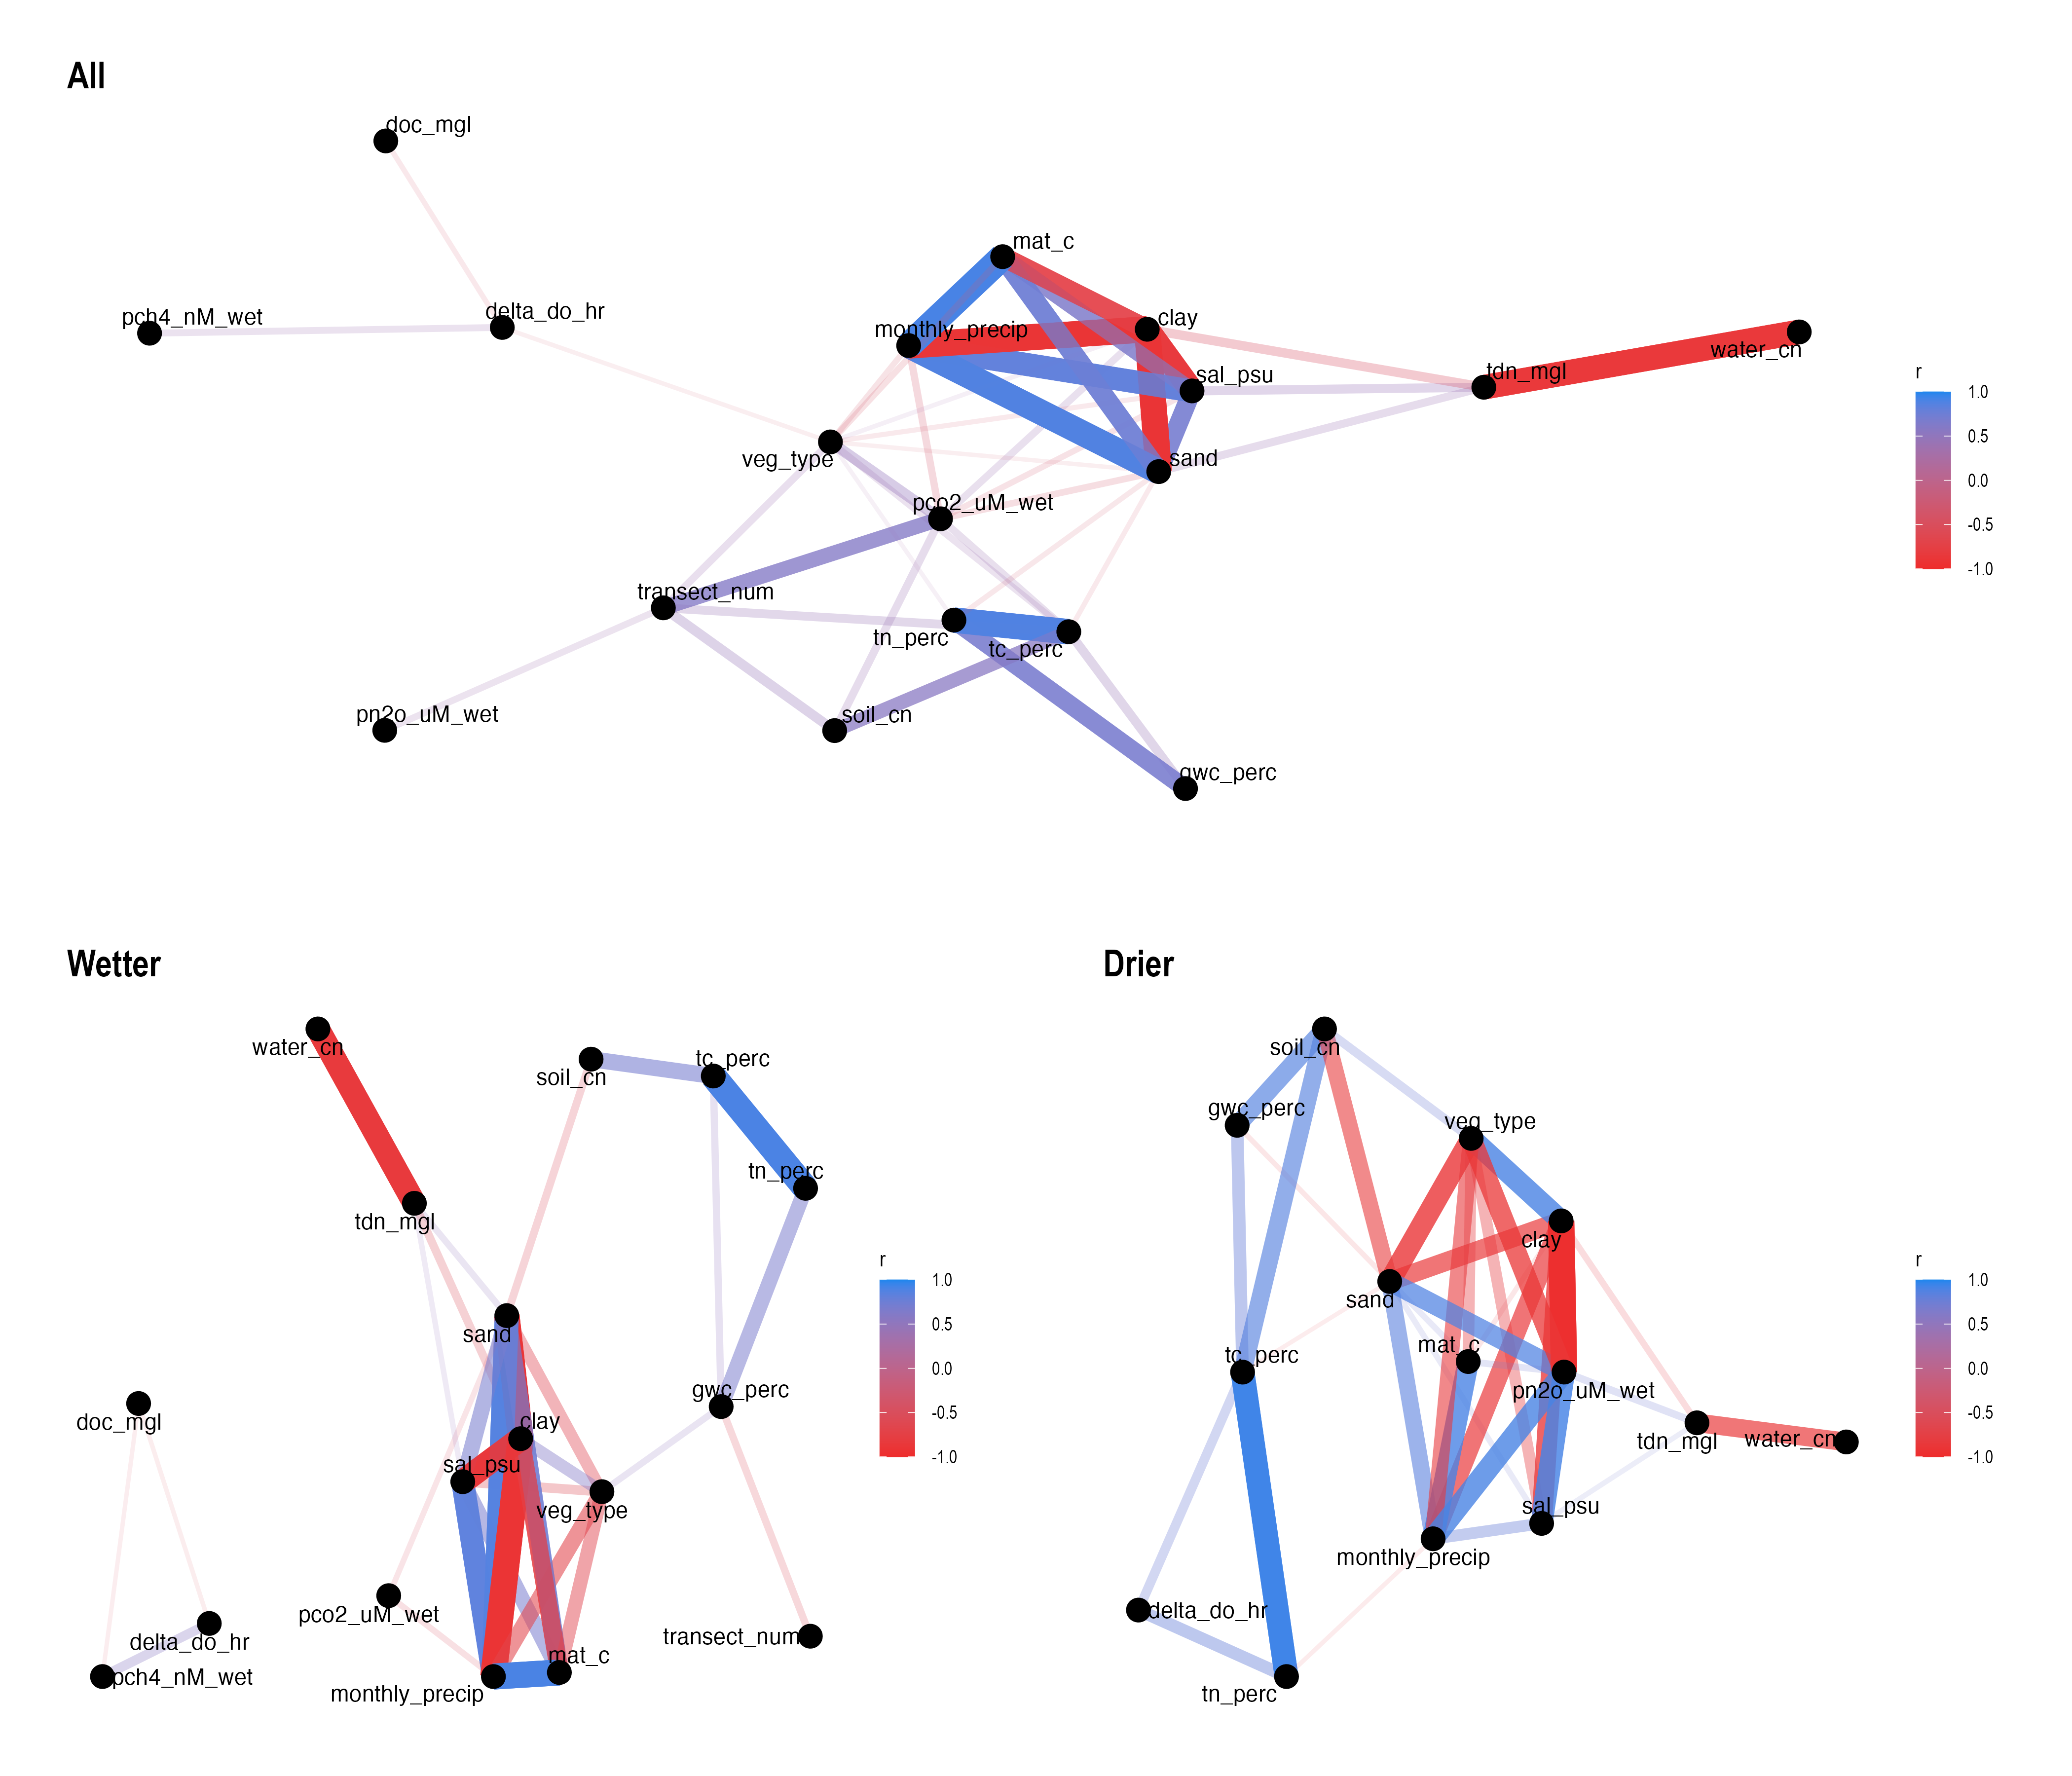 All
doc_mgl
mat_c
pch4_nM_wet
delta_do_hr
monthly_precip
clay
water_cn
sal_psu
tdn_mgl
r
1.0
0.5
0.0
-0.5
-1.0
veg_type
sand
pco2_uM_wet
transect_num
tn_perc
tc_perc
pn2o_uM_wet
soil_cn
gwc_perc
Wetter
water_cn
soil_cn
tc_perc
tn_perc
tdn_mgl
sand
r
1.0
0.5
0.0
-0.5
-1.0
gwc_perc
doc_mgl
clay
sal_psu
veg_type
pco2_uM_wet
delta_do_hr
transect_num
mat_c
pch4_nM_wet
monthly_precip
Drier
soil_cn
gwc_perc
veg_type
clay
sand
mat_c
tc_perc
pn2o_uM_wet
tdn_mgl
water_cn
r
1.0
0.5
0.0
-0.5
-1.0
sal_psu
monthly_precip
delta_do_hr
tn_perc